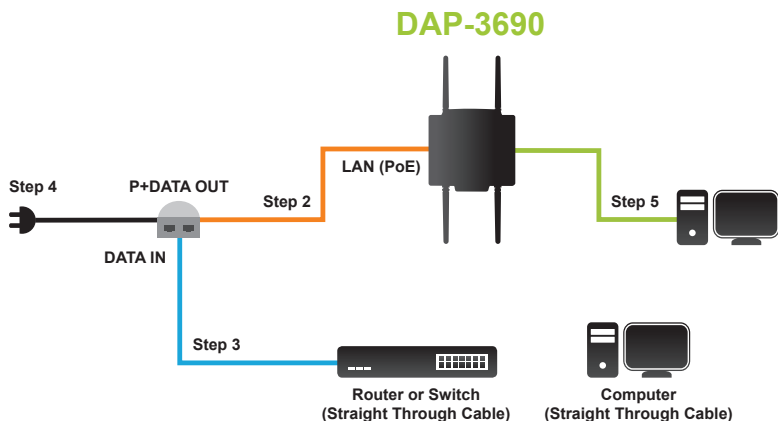 DAP-3690
LAN (PoE)
Step 4
P+DATA OUT
Step 2
Step 5
DATA IN
Step 3
Router or Switch
(Straight Through Cable)
Computer
(Straight Through Cable)